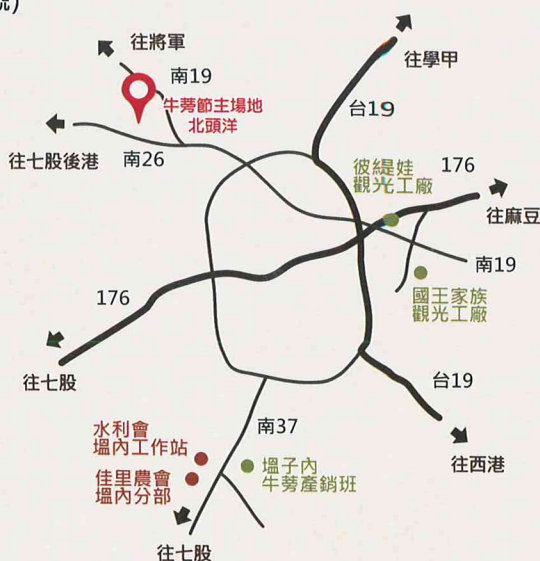 往將軍
南19
牛蒡節主場地
北頭洋
往學甲
台19
往七股後港
南26
彼緹娃
觀光工廠
176
往麻豆
南19
國王家族
觀光工廠
176
往七股
台19
南37
水利會
塭內工作站
佳里農會
塭內分部
塭子內
牛蒡產銷班
往西港
往七股